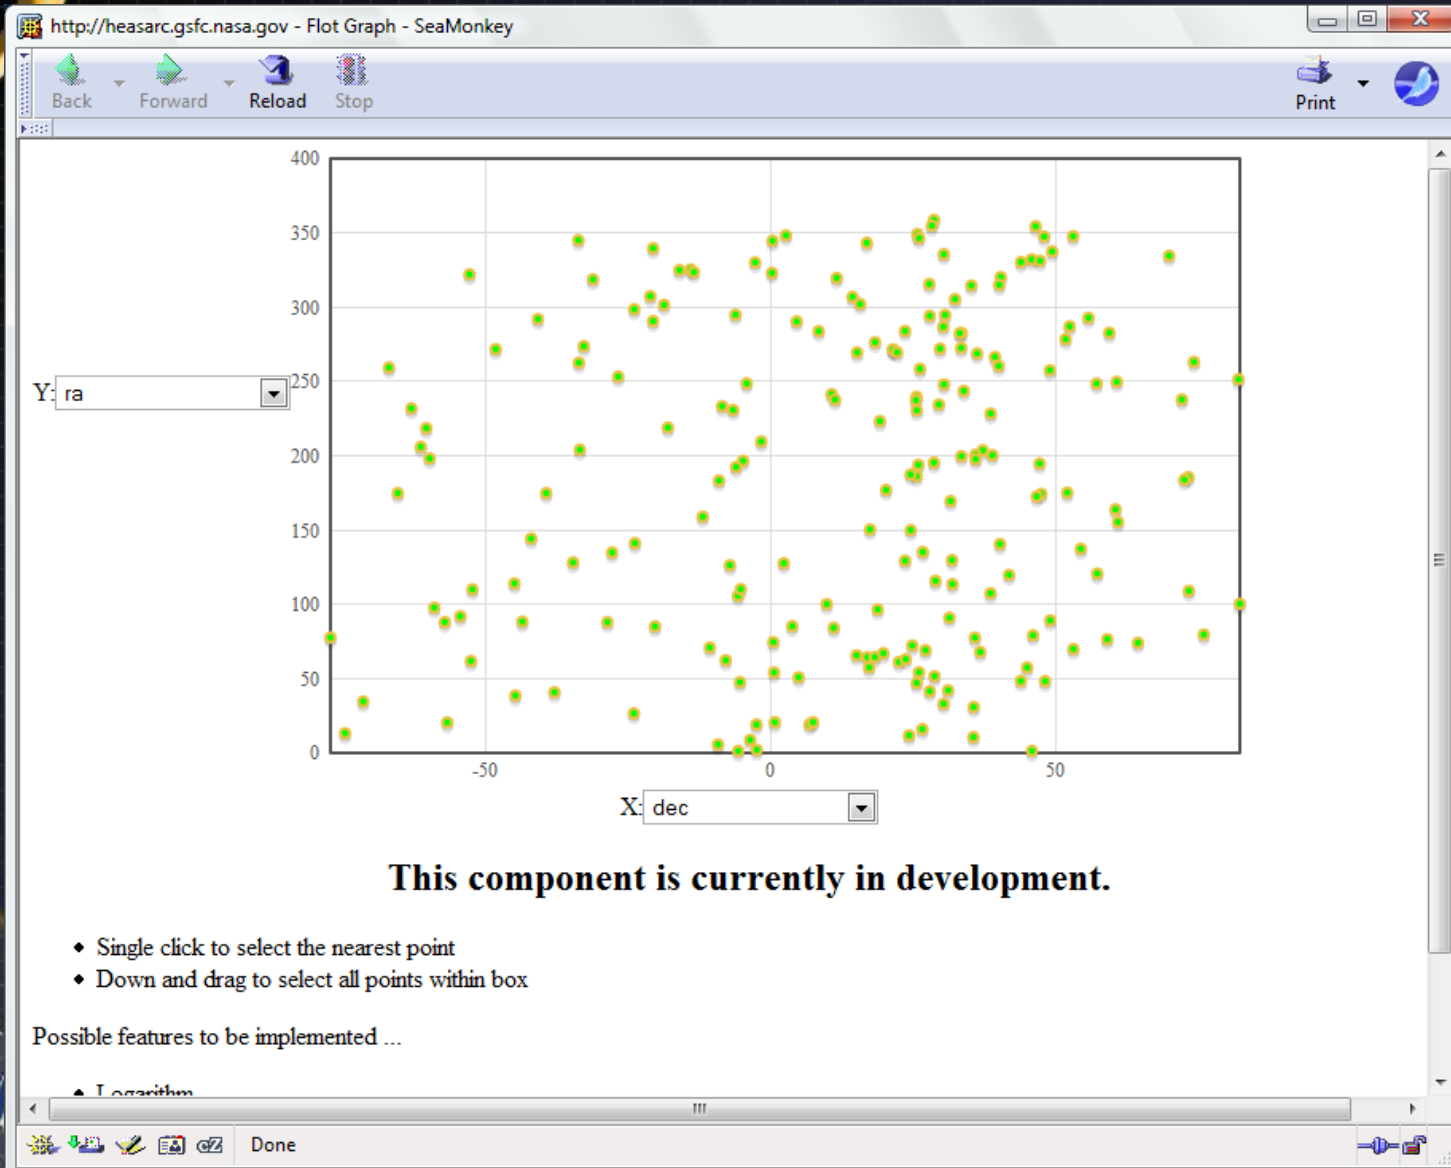 http://heasarc.gsfc.nasa.gov - Flot Graph - SeaMonkey
Back Forward Reload Stop Print
400
350
300
250
200
150
100
50
0
Y: ra
-50 0 50
X: dec
This component is currently in development.
• Single click to select the nearest point
• Down and drag to select all points within box
Possible features to be implemented ...
• Logarithm
Done